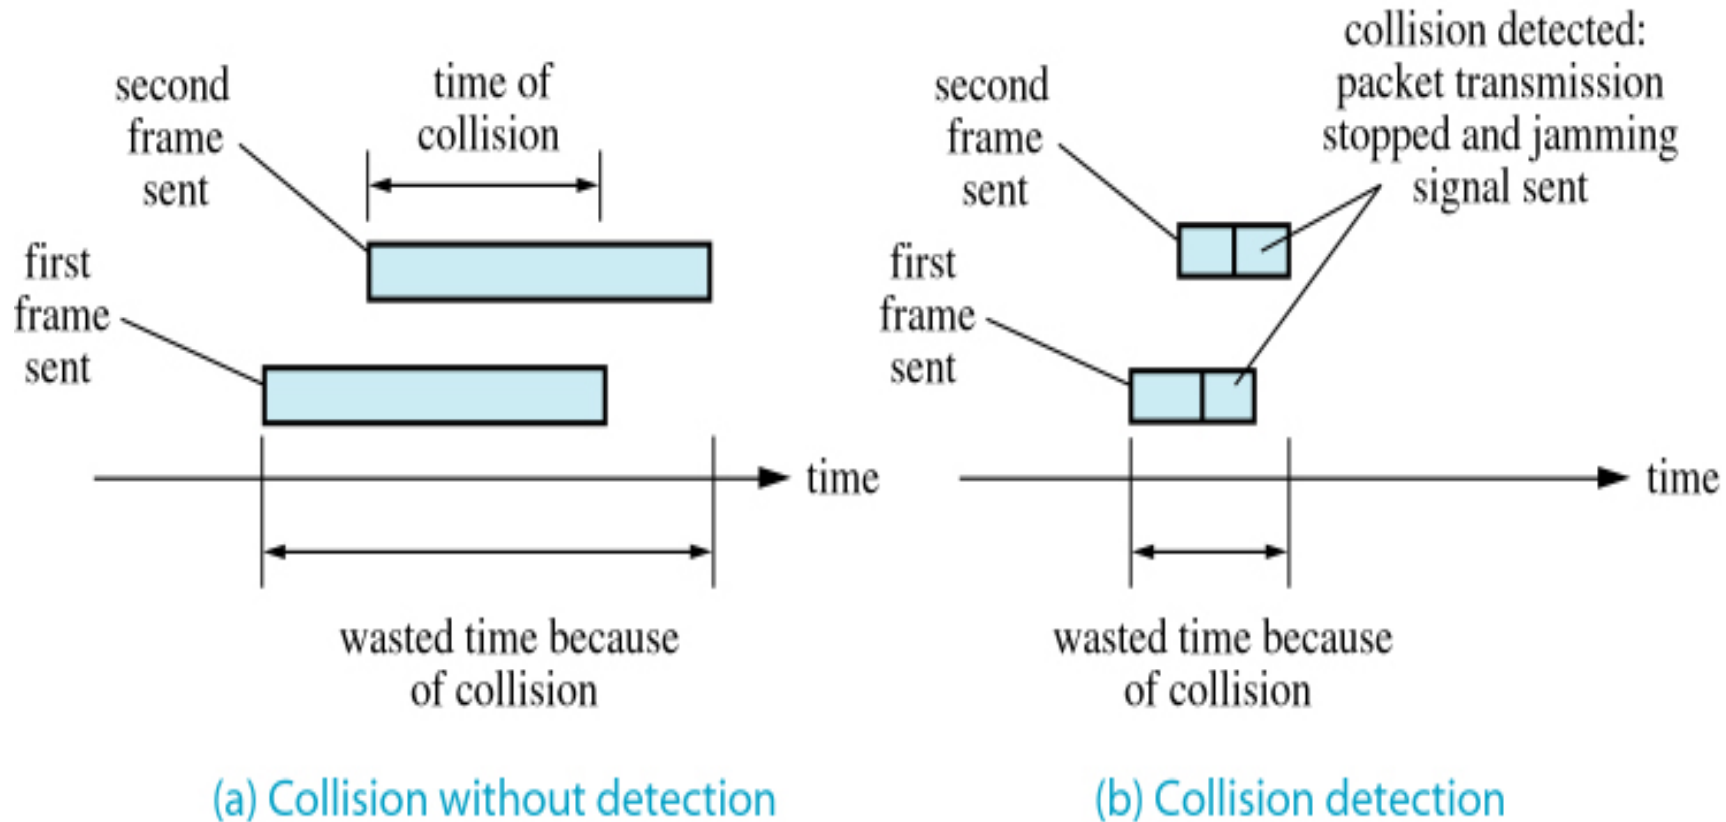 second
frame
sent
time of
collision
first
frame
sent
time
wasted time because
of collision
(a) Collision without detection
second
frame
sent
collision detected:
packet transmission
stopped and jamming
signal sent
first
frame
sent
time
wasted time because
of collision
(b) Collision detection